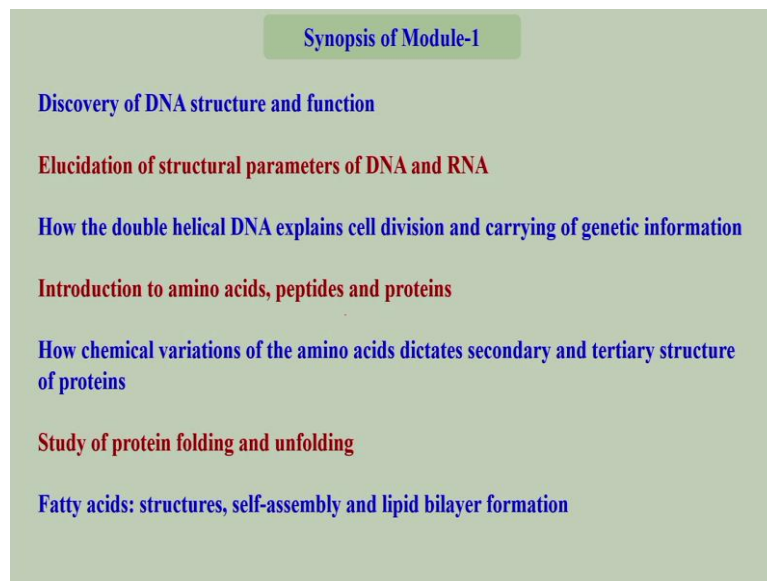 Synopsis of Module-1
Discovery of DNA structure and function
Elucidation of structural parameters of DNA and RNA
How the double helical DNA explains cell division and carrying of genetic information
Introduction to amino acids, peptides and proteins
How chemical variations of the amino acids dictates secondary and tertiary structure
of proteins
Study of protein folding and unfolding
Fatty acids: structures, self-assembly and lipid bilayer formation